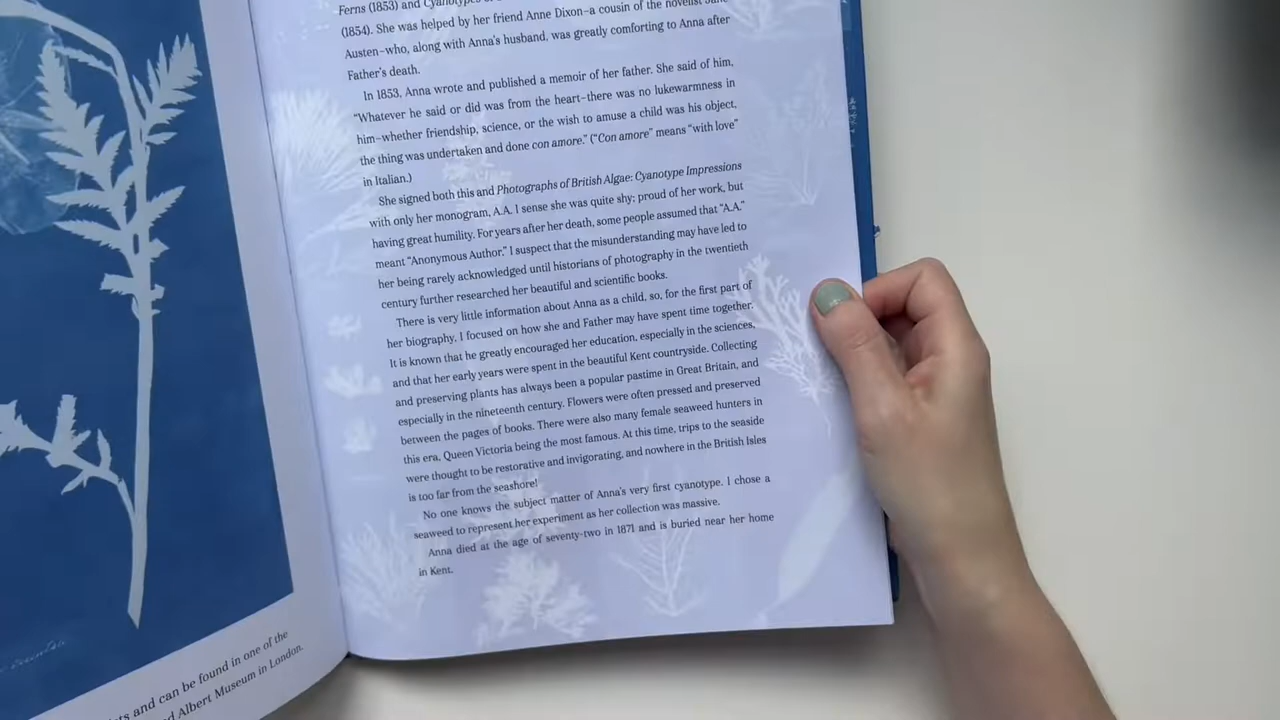 Ferns (1853) and Cyanotypes of
(1854). She was helped by her friend Anne Dixon–a cousin of the novelist Jane
Austen–who, along with Anna's husband, was greatly comforting to Anna after
Father's death.
In 1853, Anna wrote and published a memoir of her father. She said of him,
“Whatever he said or did was from the heart–there was no lukewarmness in
him–whether friendship, science, or the wish to amuse a child was his object,
the thing was undertaken and done con amore.” (“Con amore” means “with love”
in Italian.)
She signed both this and Photographs of British Algae: Cyanotype Impressions
with only her monogram, A.A. I sense she was quite shy; proud of her work, but
having great humility. For years after her death, some people assumed that “A.A.”
meant “Anonymous Author.” I suspect that the misunderstanding may have led to
her being rarely acknowledged until historians of photography in the twentieth
century further researched her beautiful and scientific books.
There is very little information about Anna as a child, so, for the first part of
her biography, I focused on how she and Father may have spent time together.
It is known that he greatly encouraged her education, especially in the sciences,
and that her early years were spent in the beautiful Kent countryside. Collecting
and preserving plants has always been a popular pastime in Great Britain, and
especially in the nineteenth century. Flowers were often pressed and preserved
between the pages of books. There were also many female seaweed hunters in
this era, Queen Victoria being the most famous. At this time, trips to the seaside
were thought to be restorative and invigorating, and nowhere in the British Isles
is too far from the seashore!
No one knows the subject matter of Anna's very first cyanotype. I chose a
seaweed to represent her experiment as her collection was massive.
Anna died at the age of seventy-two in 1871 and is buried near her home
in Kent.
and can be found in one of the
Albert Museum in London.